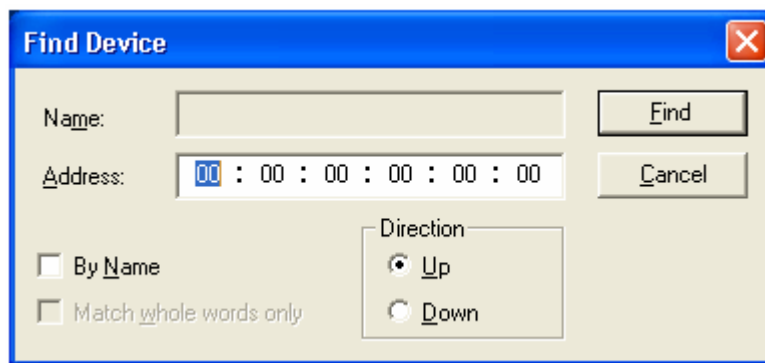 Find Device
Name:
Find
Address:
00 : 00 : 00 : 00 : 00 : 00
Cancel
Direction
By Name
Up
Match whole words only
Down